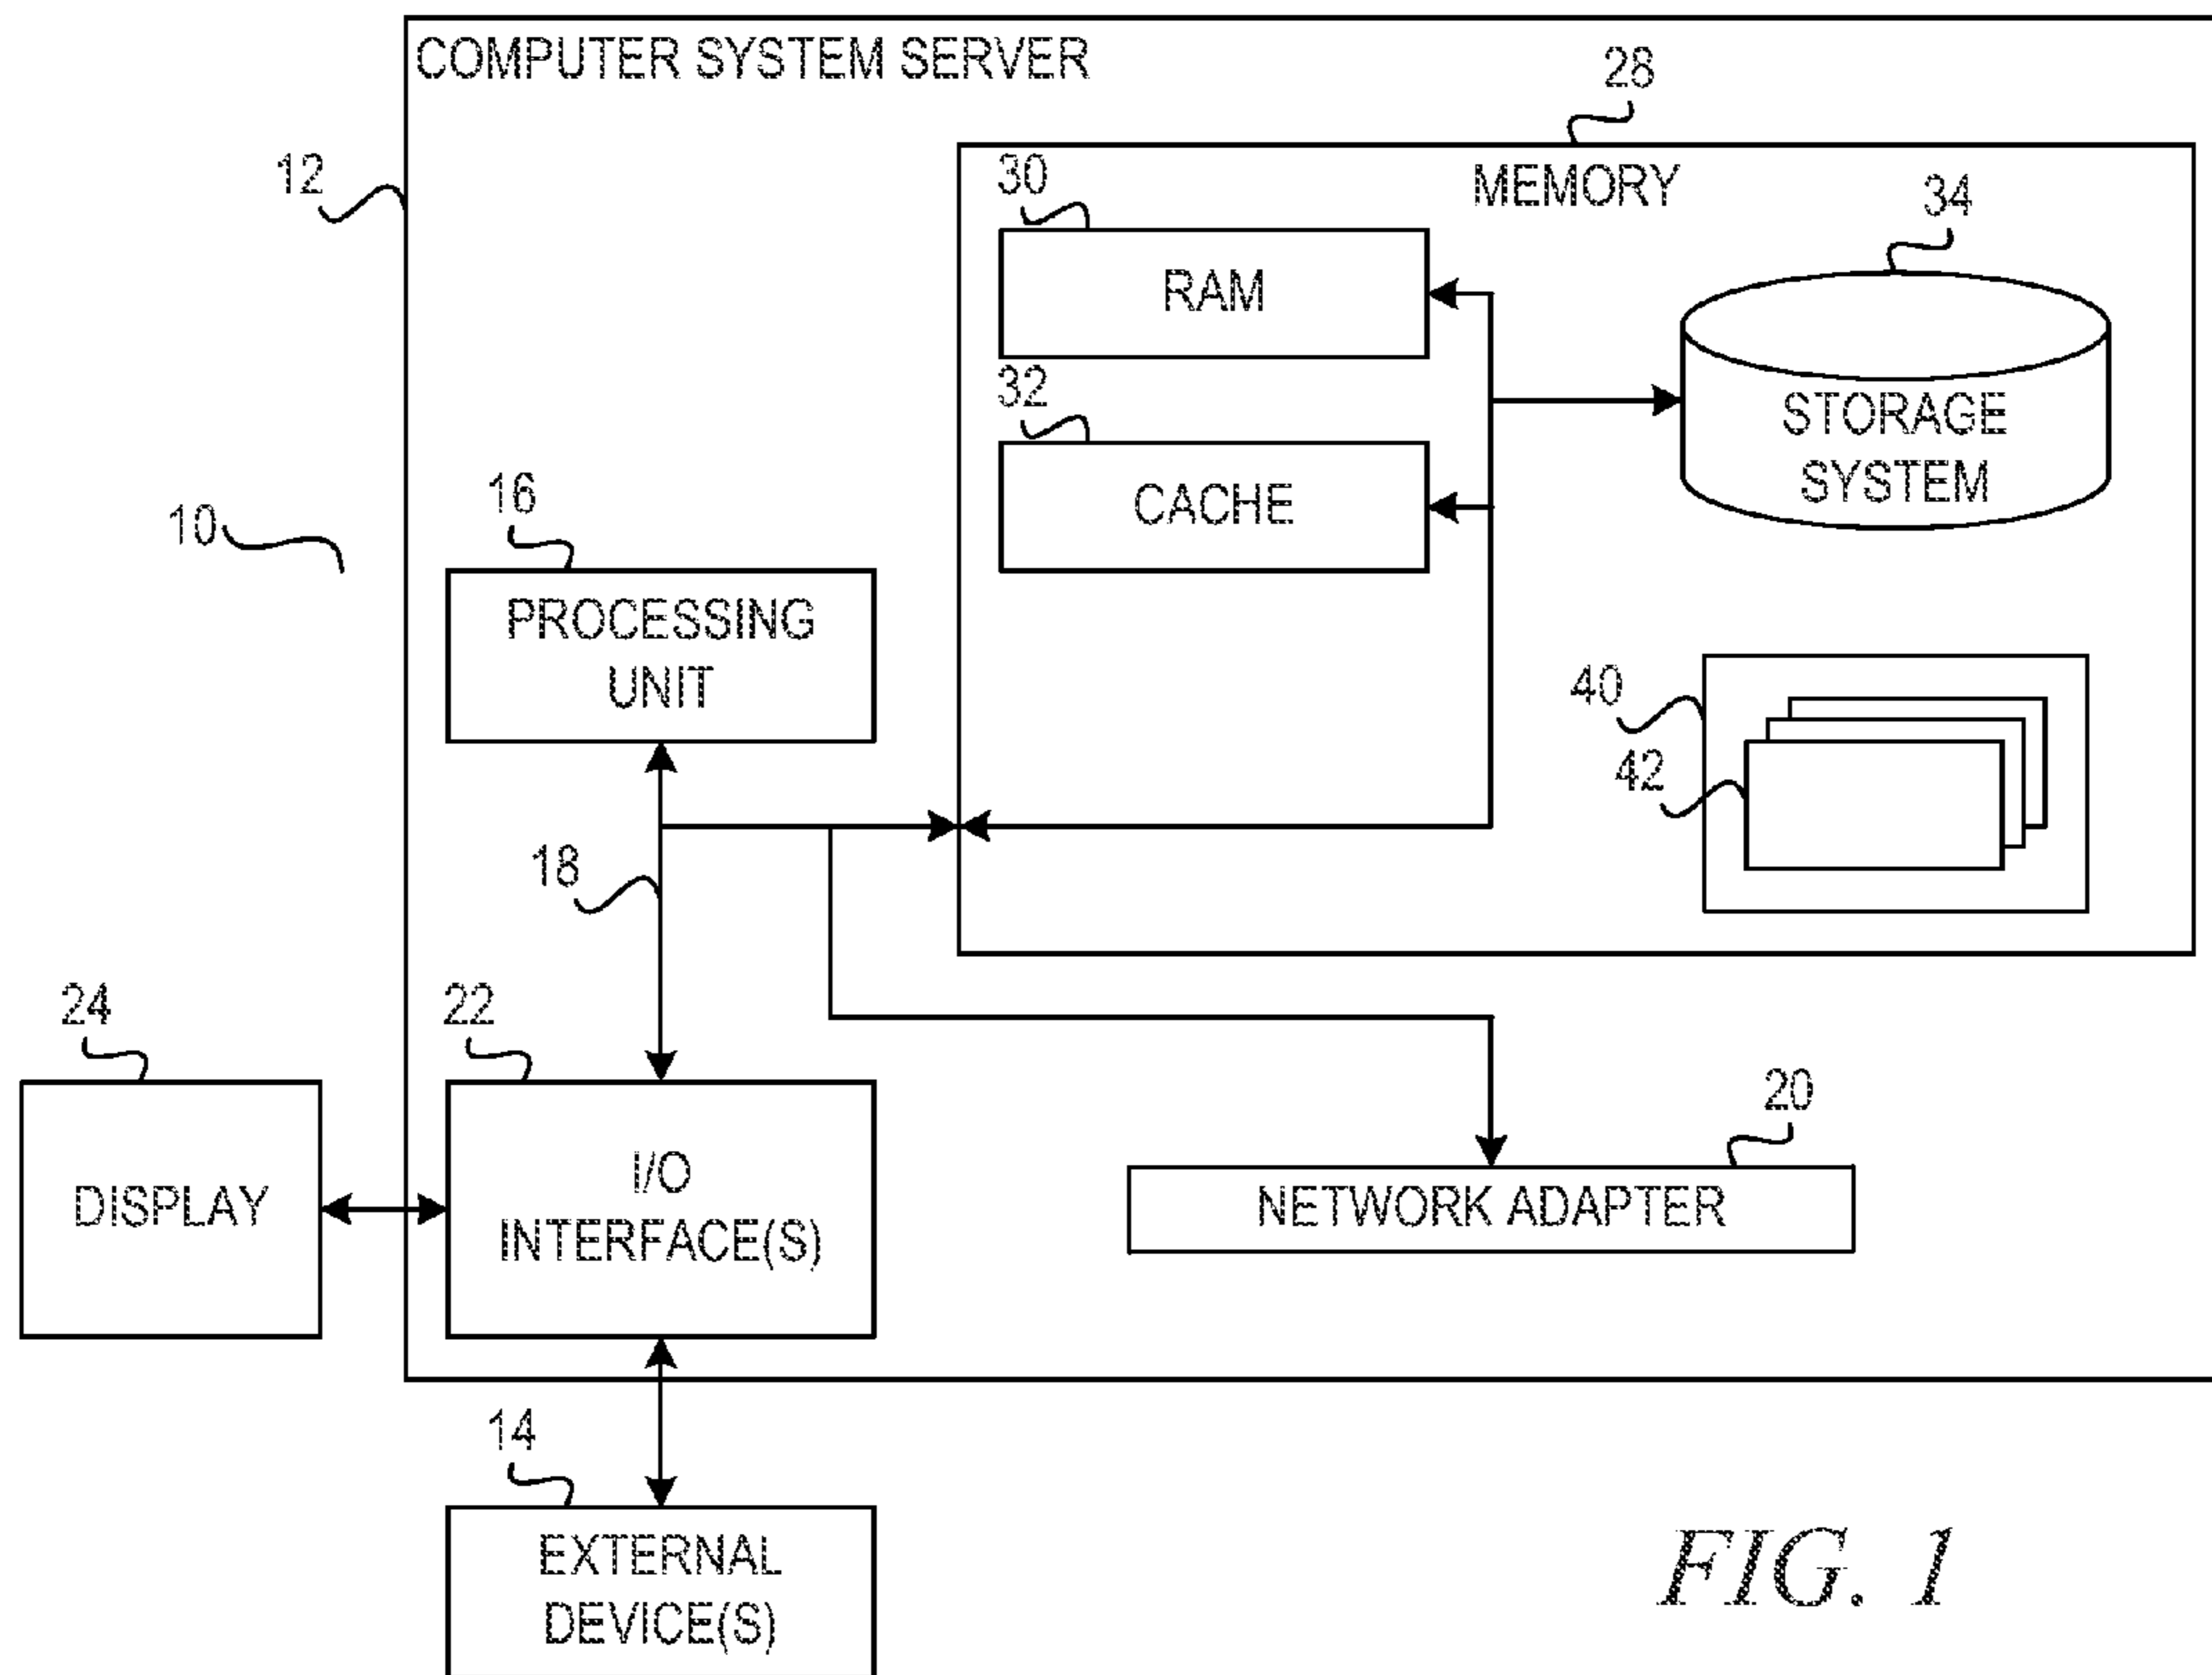 COMPUTER SYSTEM SERVER
28
12
30
MEMORY
34
RAM
32
STORAGE
SYSTEM
CACHE
16
10
PROCESSING
UNIT
40
42
18
24
22
20
DISPLAY
I/O
INTERFACE(S)
NETWORK ADAPTER
14
EXTERNAL
DEVICE(S)
FIG. 1